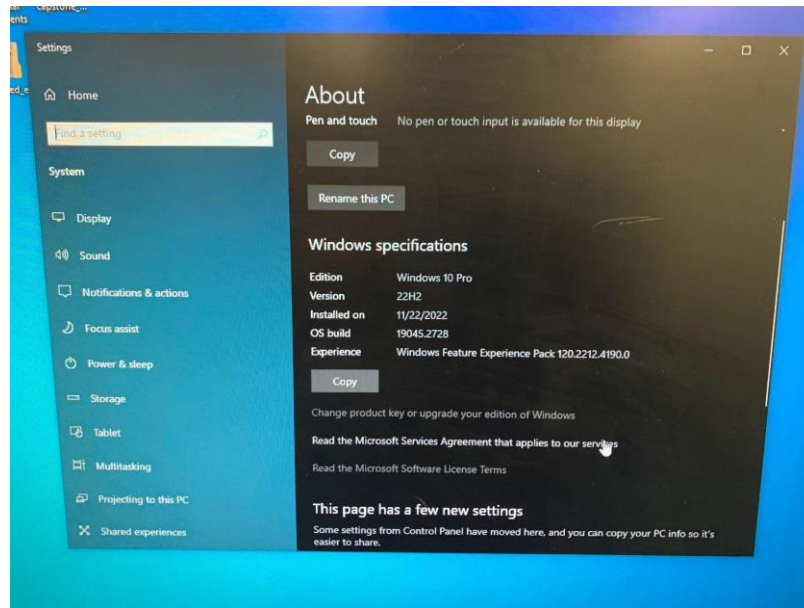 ents
Capstone_...
Settings
Home
Find a setting
System
Display
Sound
Notifications & actions
Focus assist
Power & sleep
Storage
Tablet
Multitasking
Projecting to this PC
Shared experiences
About
Pen and touch No pen or touch input is available for this display
Copy
Rename this PC
Windows specifications
Edition Windows 10 Pro
Version 22H2
Installed on 11/22/2022
OS build 19045.2728
Experience Windows Feature Experience Pack 120.2212.4190.0
Copy
Change product key or upgrade your edition of Windows
Read the Microsoft Services Agreement that applies to our services
Read the Microsoft Software License Terms
This page has a few new settings
Some settings from Control Panel have moved here, and you can copy your PC info so it's
easier to share.